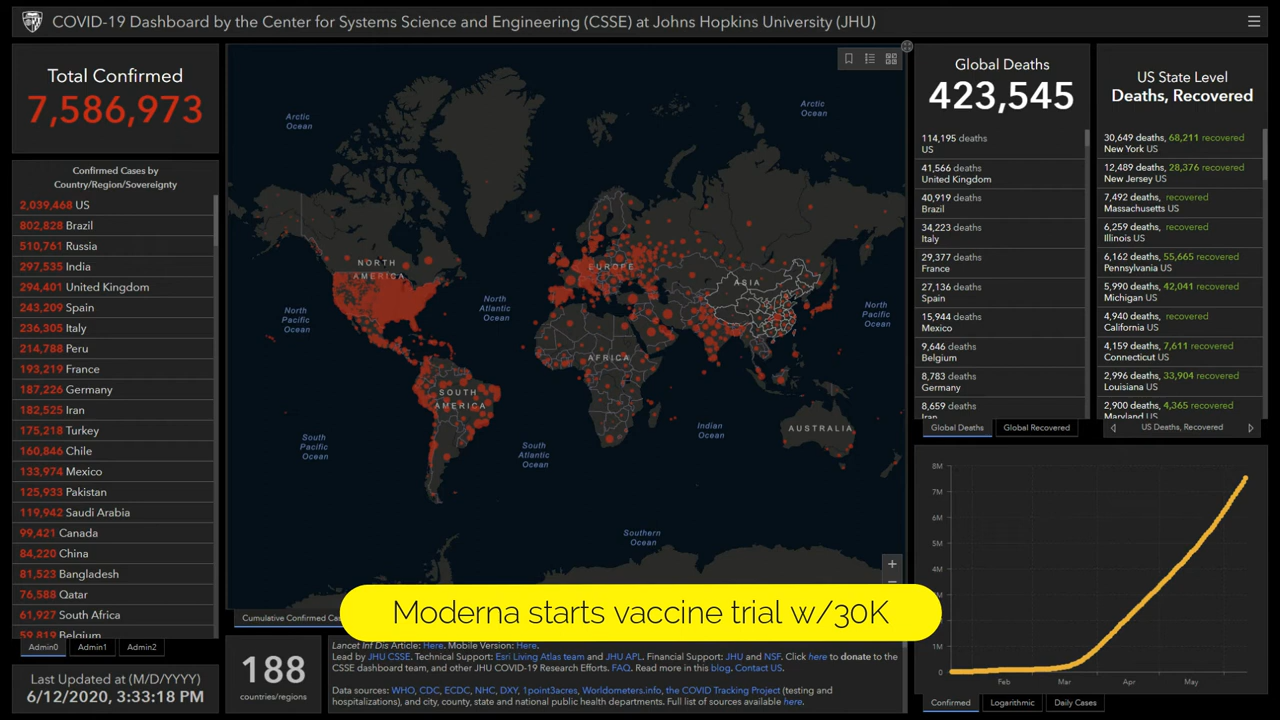 COVID-19 Dashboard by the Center for Systems Science and Engineering (CSSE) at Johns Hopkins University (JHU)
Total Confirmed
7,586,973
Confirmed Cases by
Country/Region/Sovereignty
2,039,468 US
802,828 Brazil
510,761 Russia
297,535 India
294,401 United Kingdom
243,209 Spain
236,305 Italy
214,788 Peru
193,219 France
187,226 Germany
182,525 Iran
175,218 Turkey
160,846 Chile
133,974 Mexico
125,933 Pakistan
119,942 Saudi Arabia
99,421 Canada
84,220 China
81,523 Bangladesh
76,588 Qatar
61,927 South Africa
59,819 Belgium
Admin0
Admin1
Admin2
Last Updated at (M/D/YYYY)
6/12/2020, 3:33:18 PM
Arctic
Ocean
Arctic
Ocean
NORTH
AMERICA
EUROPE
ASIA
North
Pacific
Ocean
North
Atlantic
Ocean
North
Pacific
Ocean
AFRICA
SOUTH
AMERICA
AUSTRALIA
South
Pacific
Ocean
South
Atlantic
Ocean
Indian
Ocean
Southern
Ocean
+
Moderna starts vaccine trial w/30K
Cumulative Confirmed Cas
188
countries/regions
Lancet Inf Dis Article: Here. Mobile Version: Here.
Lead by JHU CSSE. Technical Support: Esri Living Atlas team and JHU APL. Financial Support: JHU and NSF. Click here to donate to the
CSSE dashboard team, and other JHU COVID-19 Research Efforts. FAQ. Read more in this blog. Contact US.
Data sources: WHO, CDC, ECDC, NHC, DXY, 1point3acres, Worldometers.info, the COVID Tracking Project (testing and
hospitalizations), and city, county, state and national public health departments. Full list of sources available here.
Global Deaths
423,545
114,195 deaths
US
41,566 deaths
United Kingdom
40,919 deaths
Brazil
34,223 deaths
Italy
29,377 deaths
France
27,136 deaths
Spain
15,944 deaths
Mexico
9,646 deaths
Belgium
8,783 deaths
Germany
8,659 deaths
Iran
Global Deaths
Global Recovered
US State Level
Deaths, Recovered
30,649 deaths, 68,211 recovered
New York US
12,489 deaths, 28,376 recovered
New Jersey US
7,492 deaths, recovered
Massachusetts US
6,259 deaths, recovered
Illinois US
6,162 deaths, 55,665 recovered
Pennsylvania US
5,990 deaths, 42,041 recovered
Michigan US
4,940 deaths, recovered
California US
4,159 deaths, 7,611 recovered
Connecticut US
2,996 deaths, 33,904 recovered
Louisiana US
2,900 deaths, 4,365 recovered
Maryland US
US Deaths, Recovered
8M
7M
6M
5M
4M
3M
1M
0
Feb
Mar
Apr
May
Confirmed
Logarithmic
Daily Cases